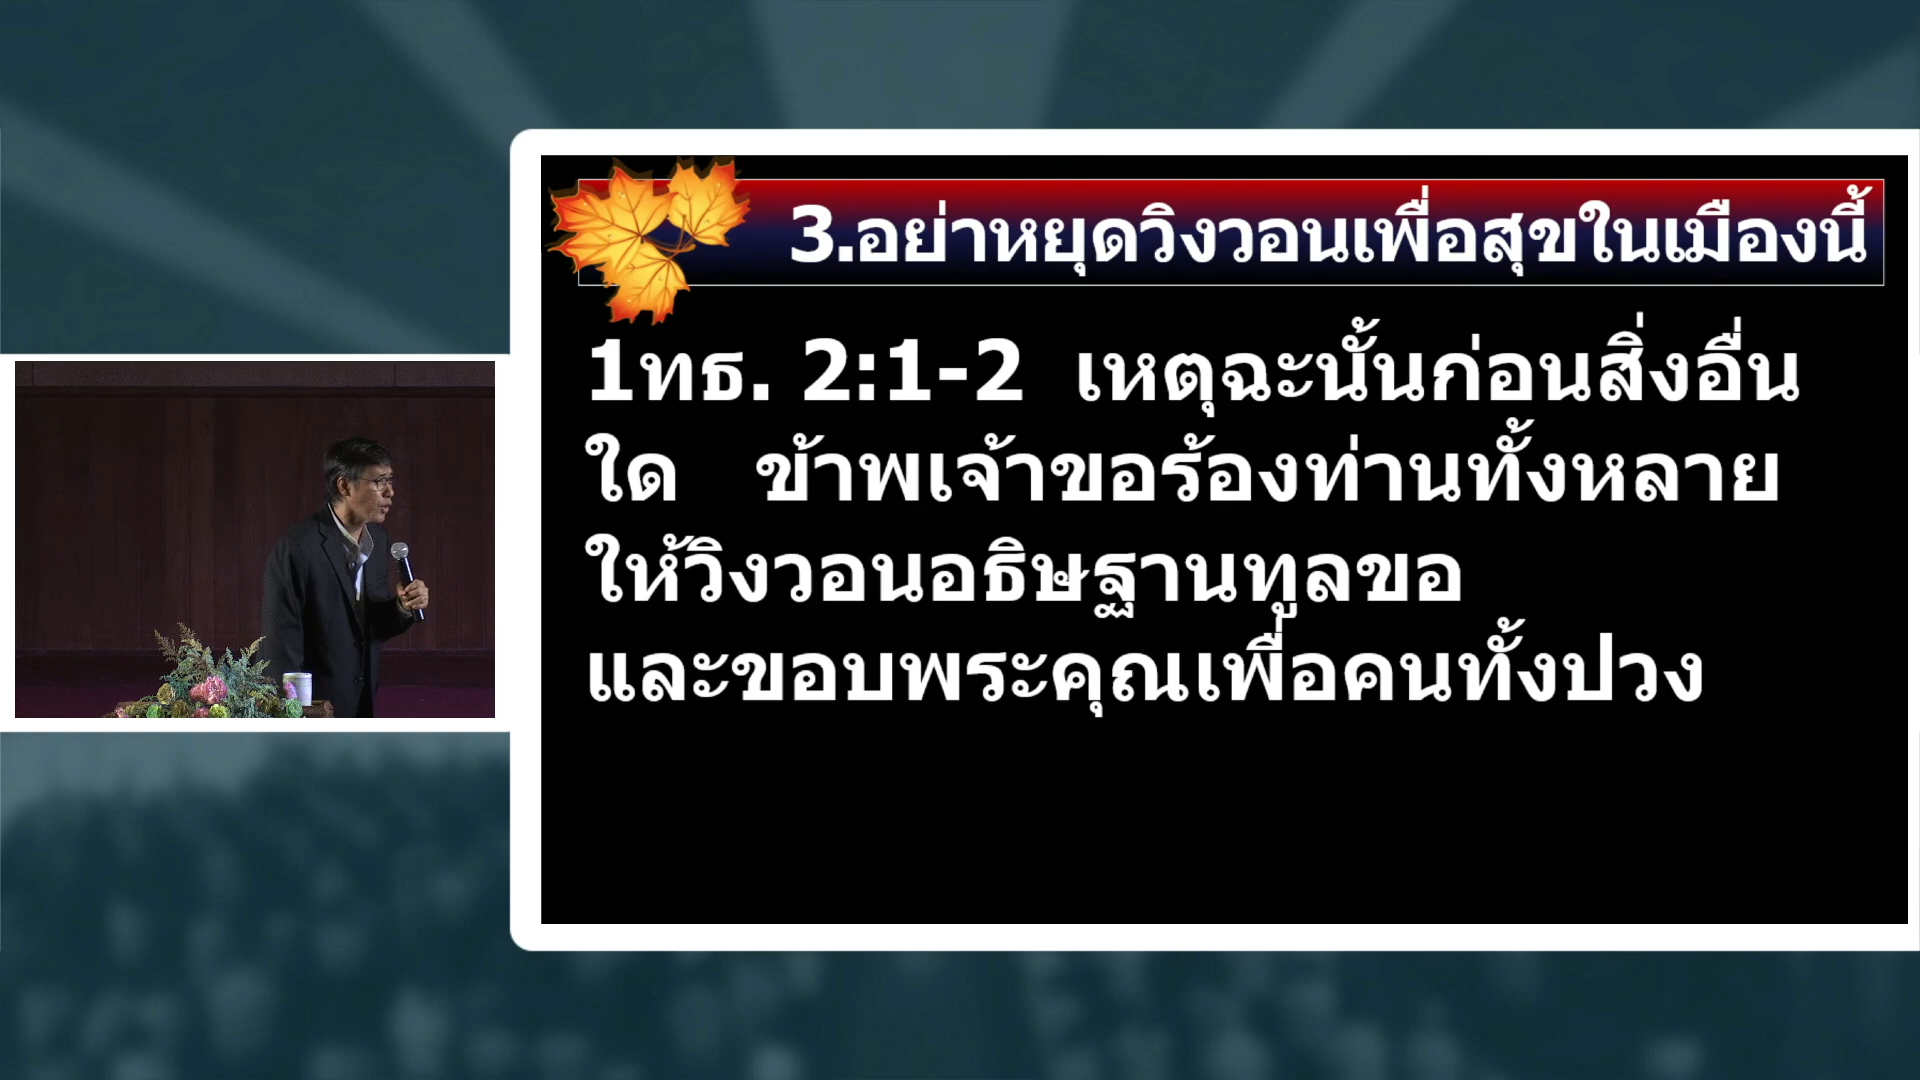 3.อย่าหยุดวิงวอนเพื่อสุขในเมืองนี้
1ทธ. 2:1-2 เหตุฉะนั้นก่อนสิ่งอื่น
ใด ข้าพเจ้าขอร้องท่านทั้งหลาย
ให้วิงวอนอธิษฐานทูลขอ
และขอบพระคุณเพื่อคนทั้งปวง